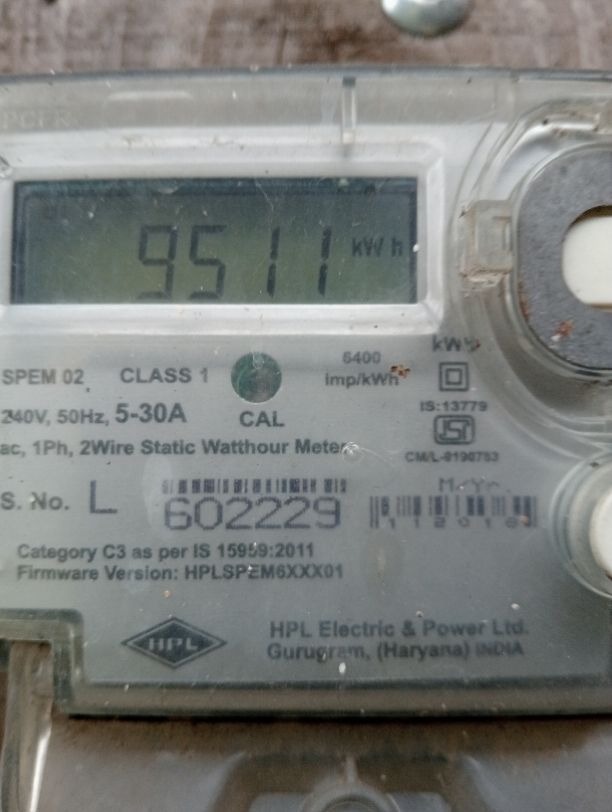 9511 kWh
SPEM 02 CLASS 1
6400
imp/kWh
240V, 50Hz, 5-30A
CAL
IS:13779
ac, 1Ph, 2Wire Static Watthour Meter
CM/L-8190753
S. No. L 602229
Category C3 as per IS 15959:2011
Firmware Version: HPLSPEM6XXX01
HPL
HPL Electric & Power Ltd.
Gurugram, (Haryana) INDIA